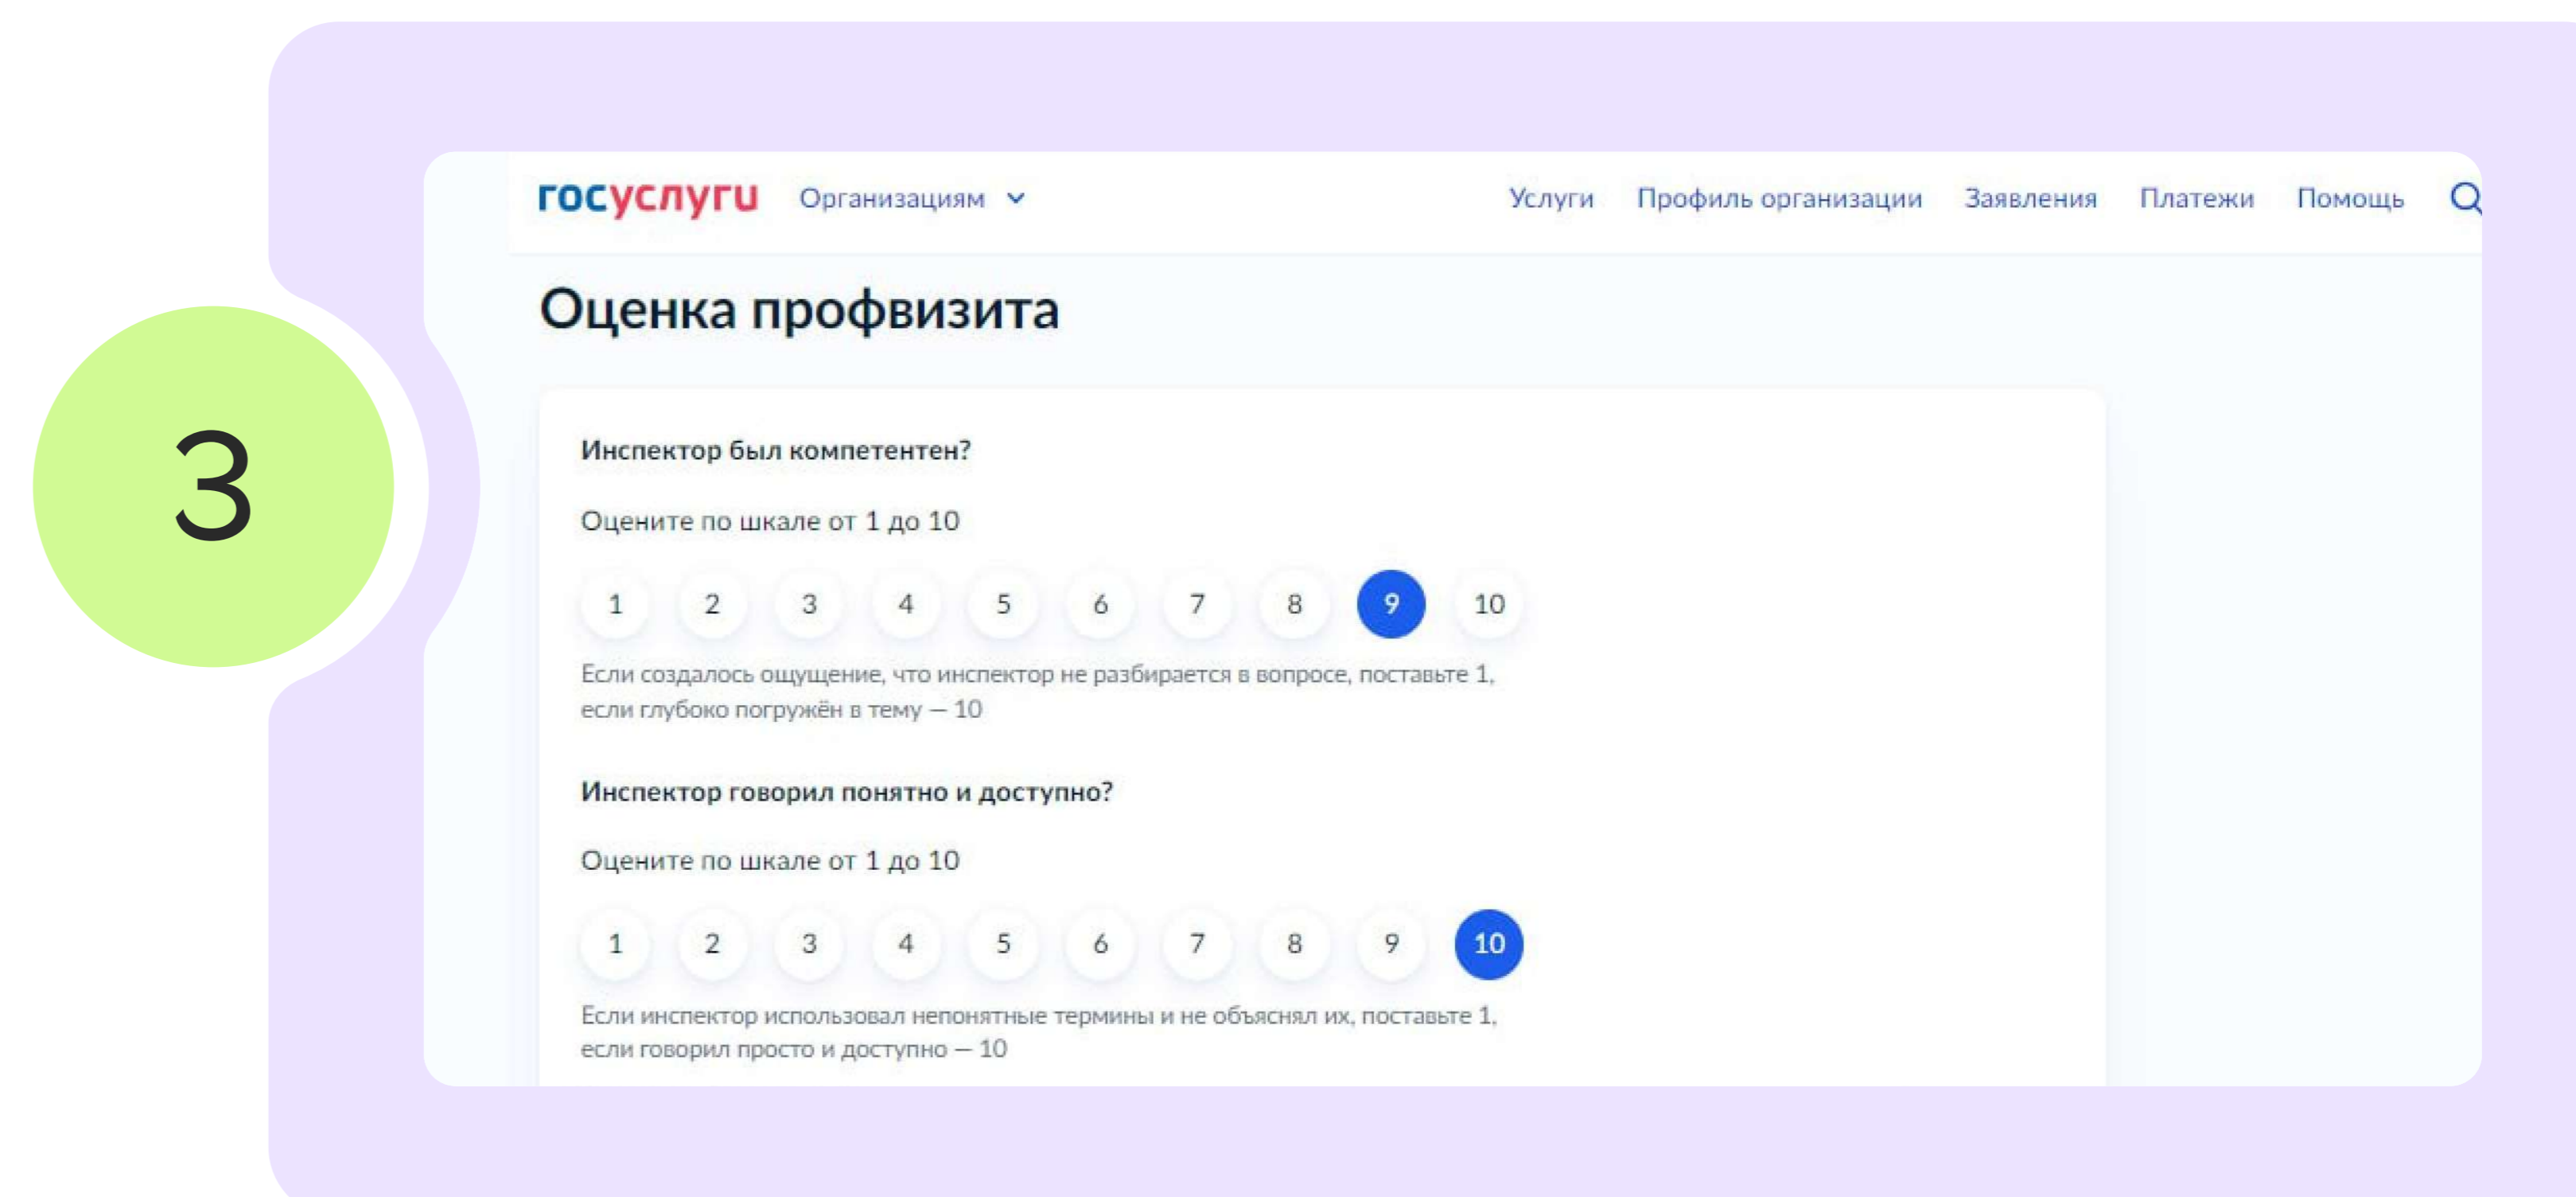 3
госуслуги Организациям Услуги Профиль организации Заявления Платежи Помощь
Оценка профвизита
Инспектор был компетентен?
Оцените по шкале от 1 до 10
1 2 3 4 5 6 7 8 9 10
Если создалось ощущение, что инспектор не разбирается в вопросе, поставьте 1,
если глубоко погружён в тему — 10
Инспектор говорил понятно и доступно?
Оцените по шкале от 1 до 10
1 2 3 4 5 6 7 8 9 10
Если инспектор использовал непонятные термины и не объяснял их, поставьте 1,
если говорил просто и доступно — 10